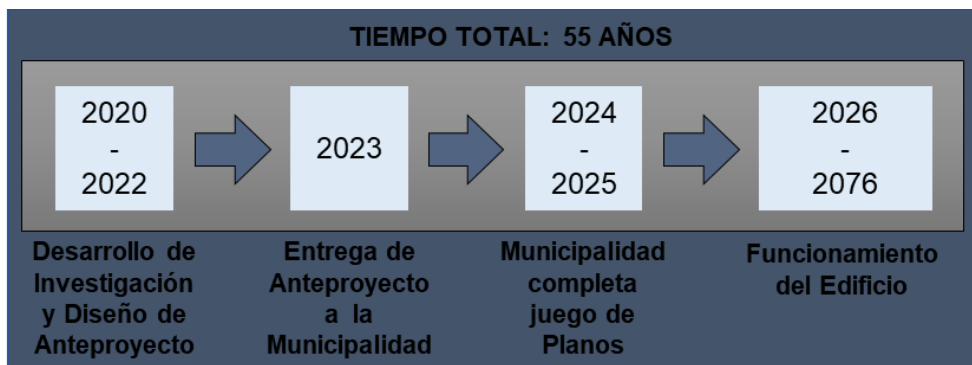 TIEMPO TOTAL: 55 AÑOS
2020
-
2022
2023
2024
-
2025
2026
-
2076
Desarrollo de
Investigación
y Diseño de
Anteproyecto
Entrega de
Anteproyecto
a la
Municipalidad
Municipalidad
completa
juego de
Planos
Funcionamiento
del Edificio